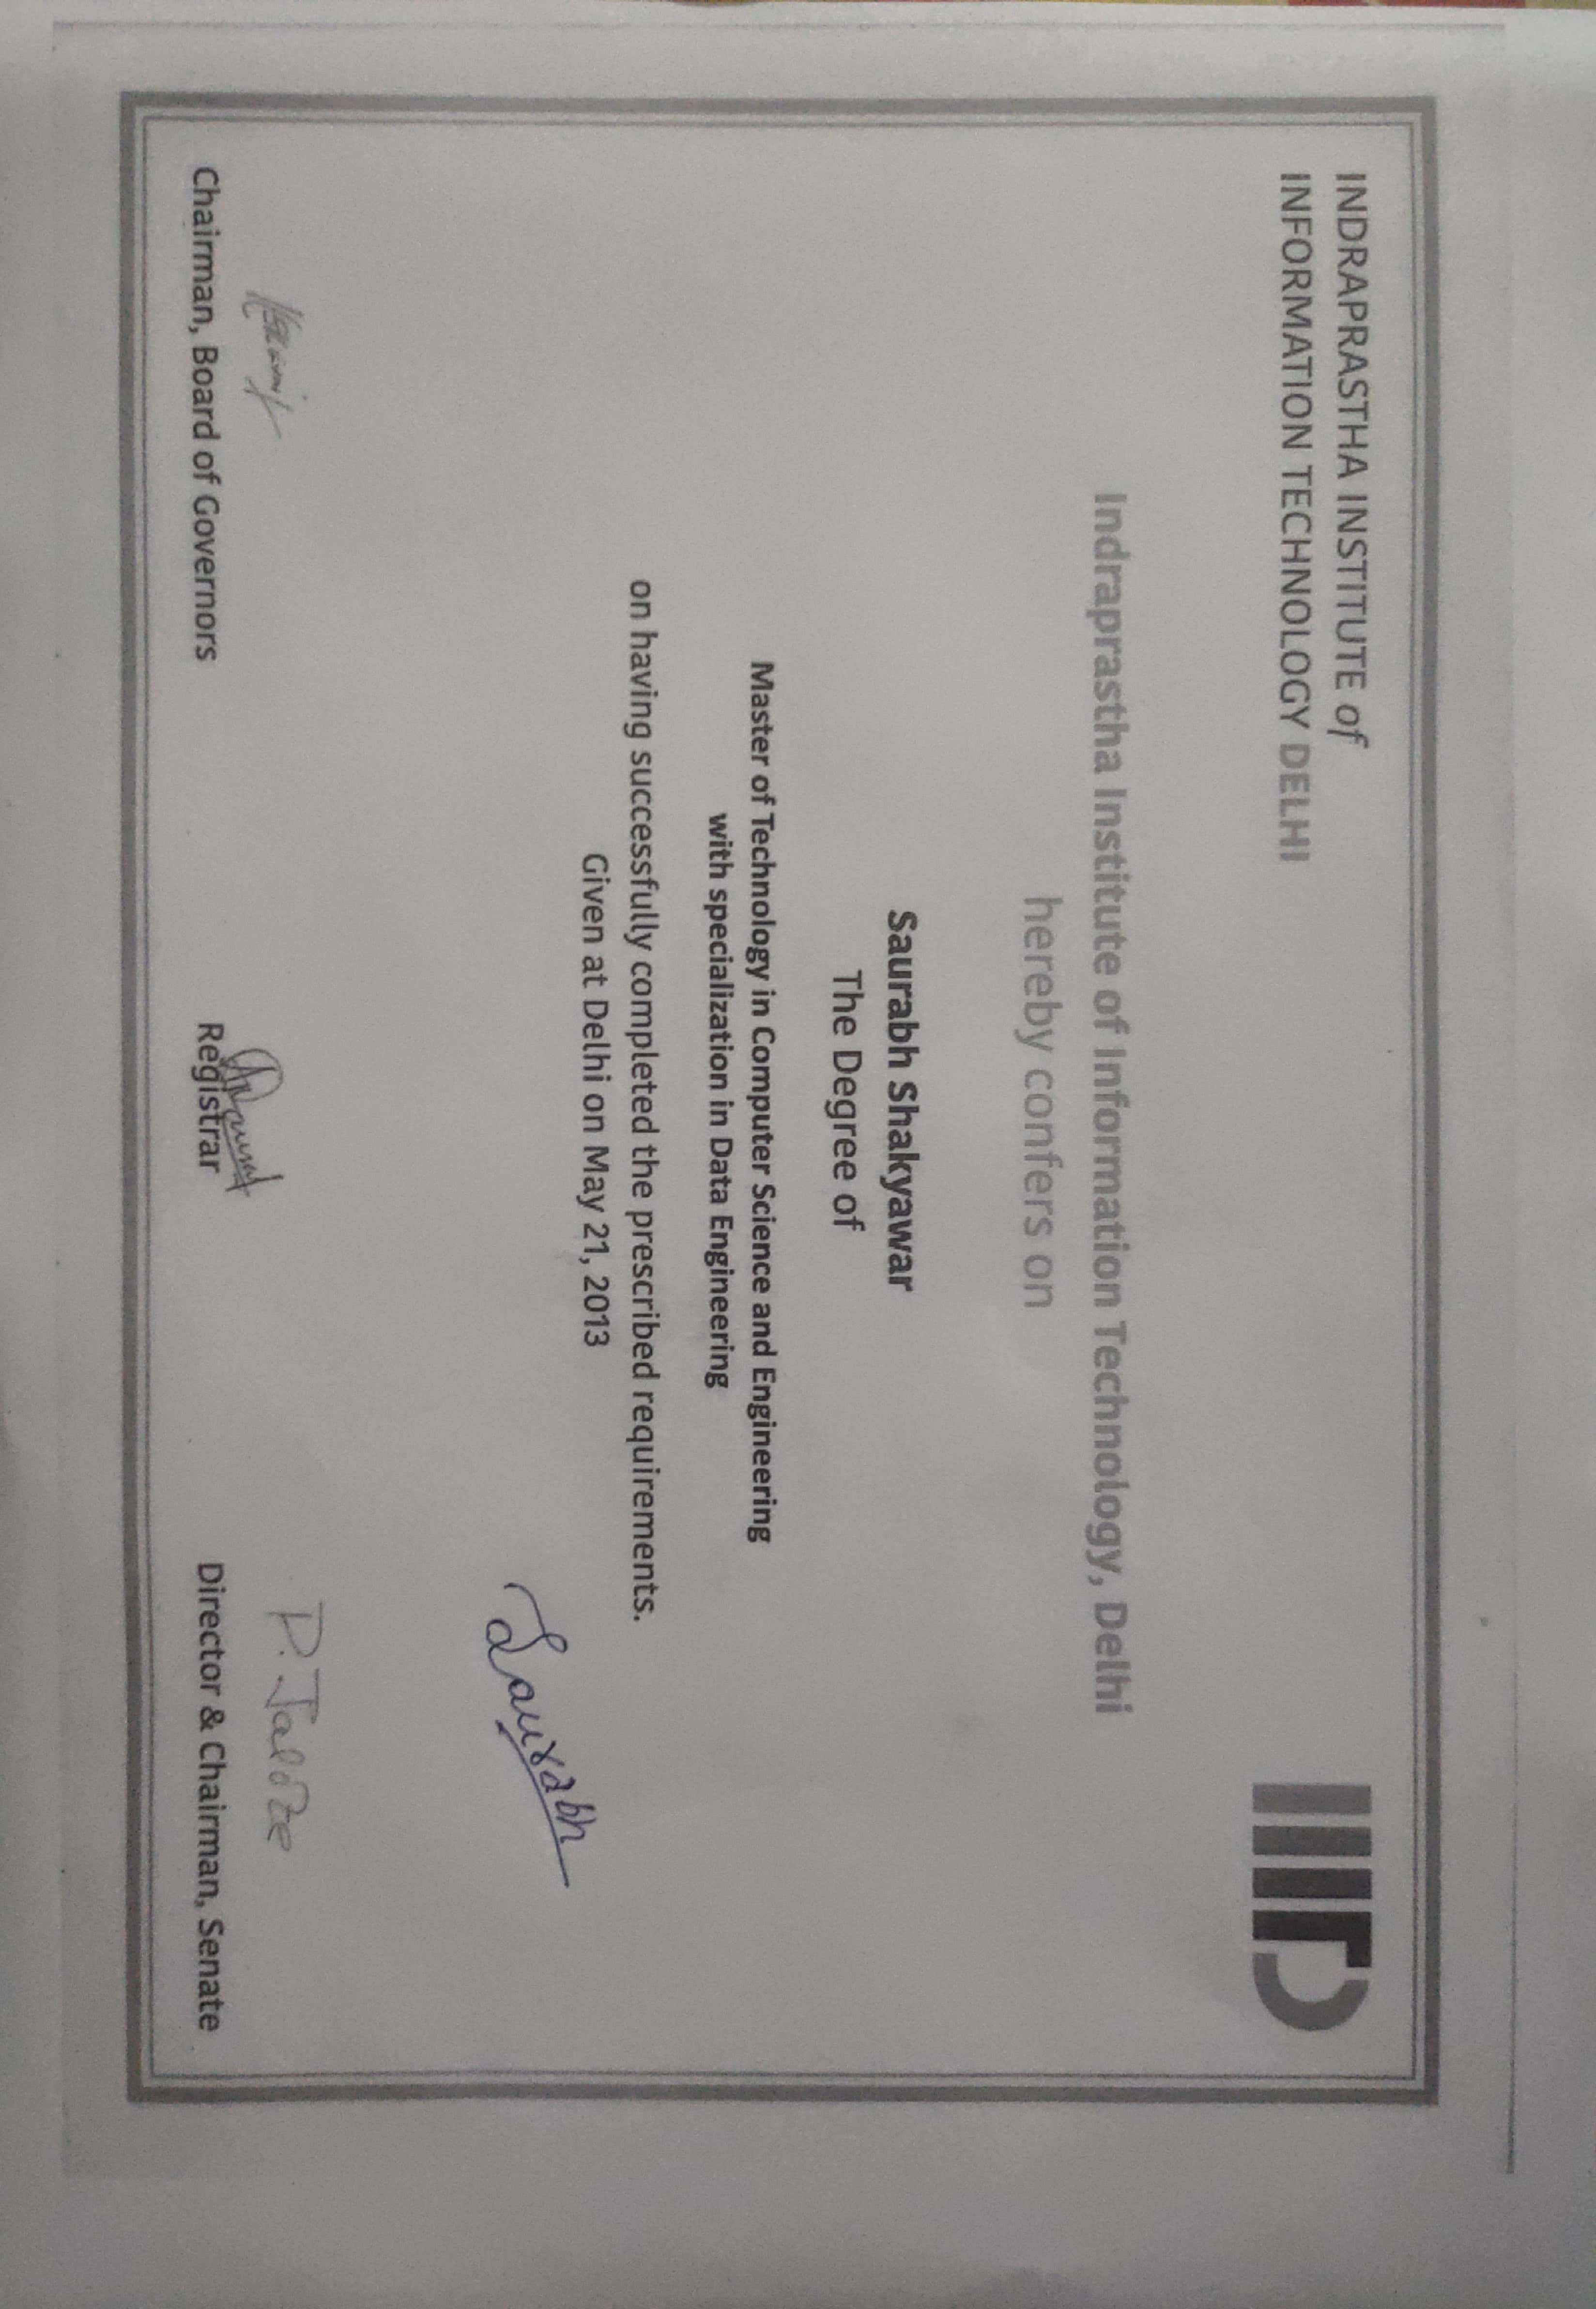 INDRAPRASTHA INSTITUTE of
INFORMATION TECHNOLOGY DELHI
IIID
Indraprastha Institute of Information Technology, Delhi
hereby confers on
Saurabh Shakyawar
The Degree of
Master of Technology in Computer Science and Engineering
with specialization in Data Engineering
on having successfully completed the prescribed requirements.
Given at Delhi on May 21, 2013
Saurabh
P. Jalote
Chairman, Board of Governors
Registrar
Director & Chairman, Senate